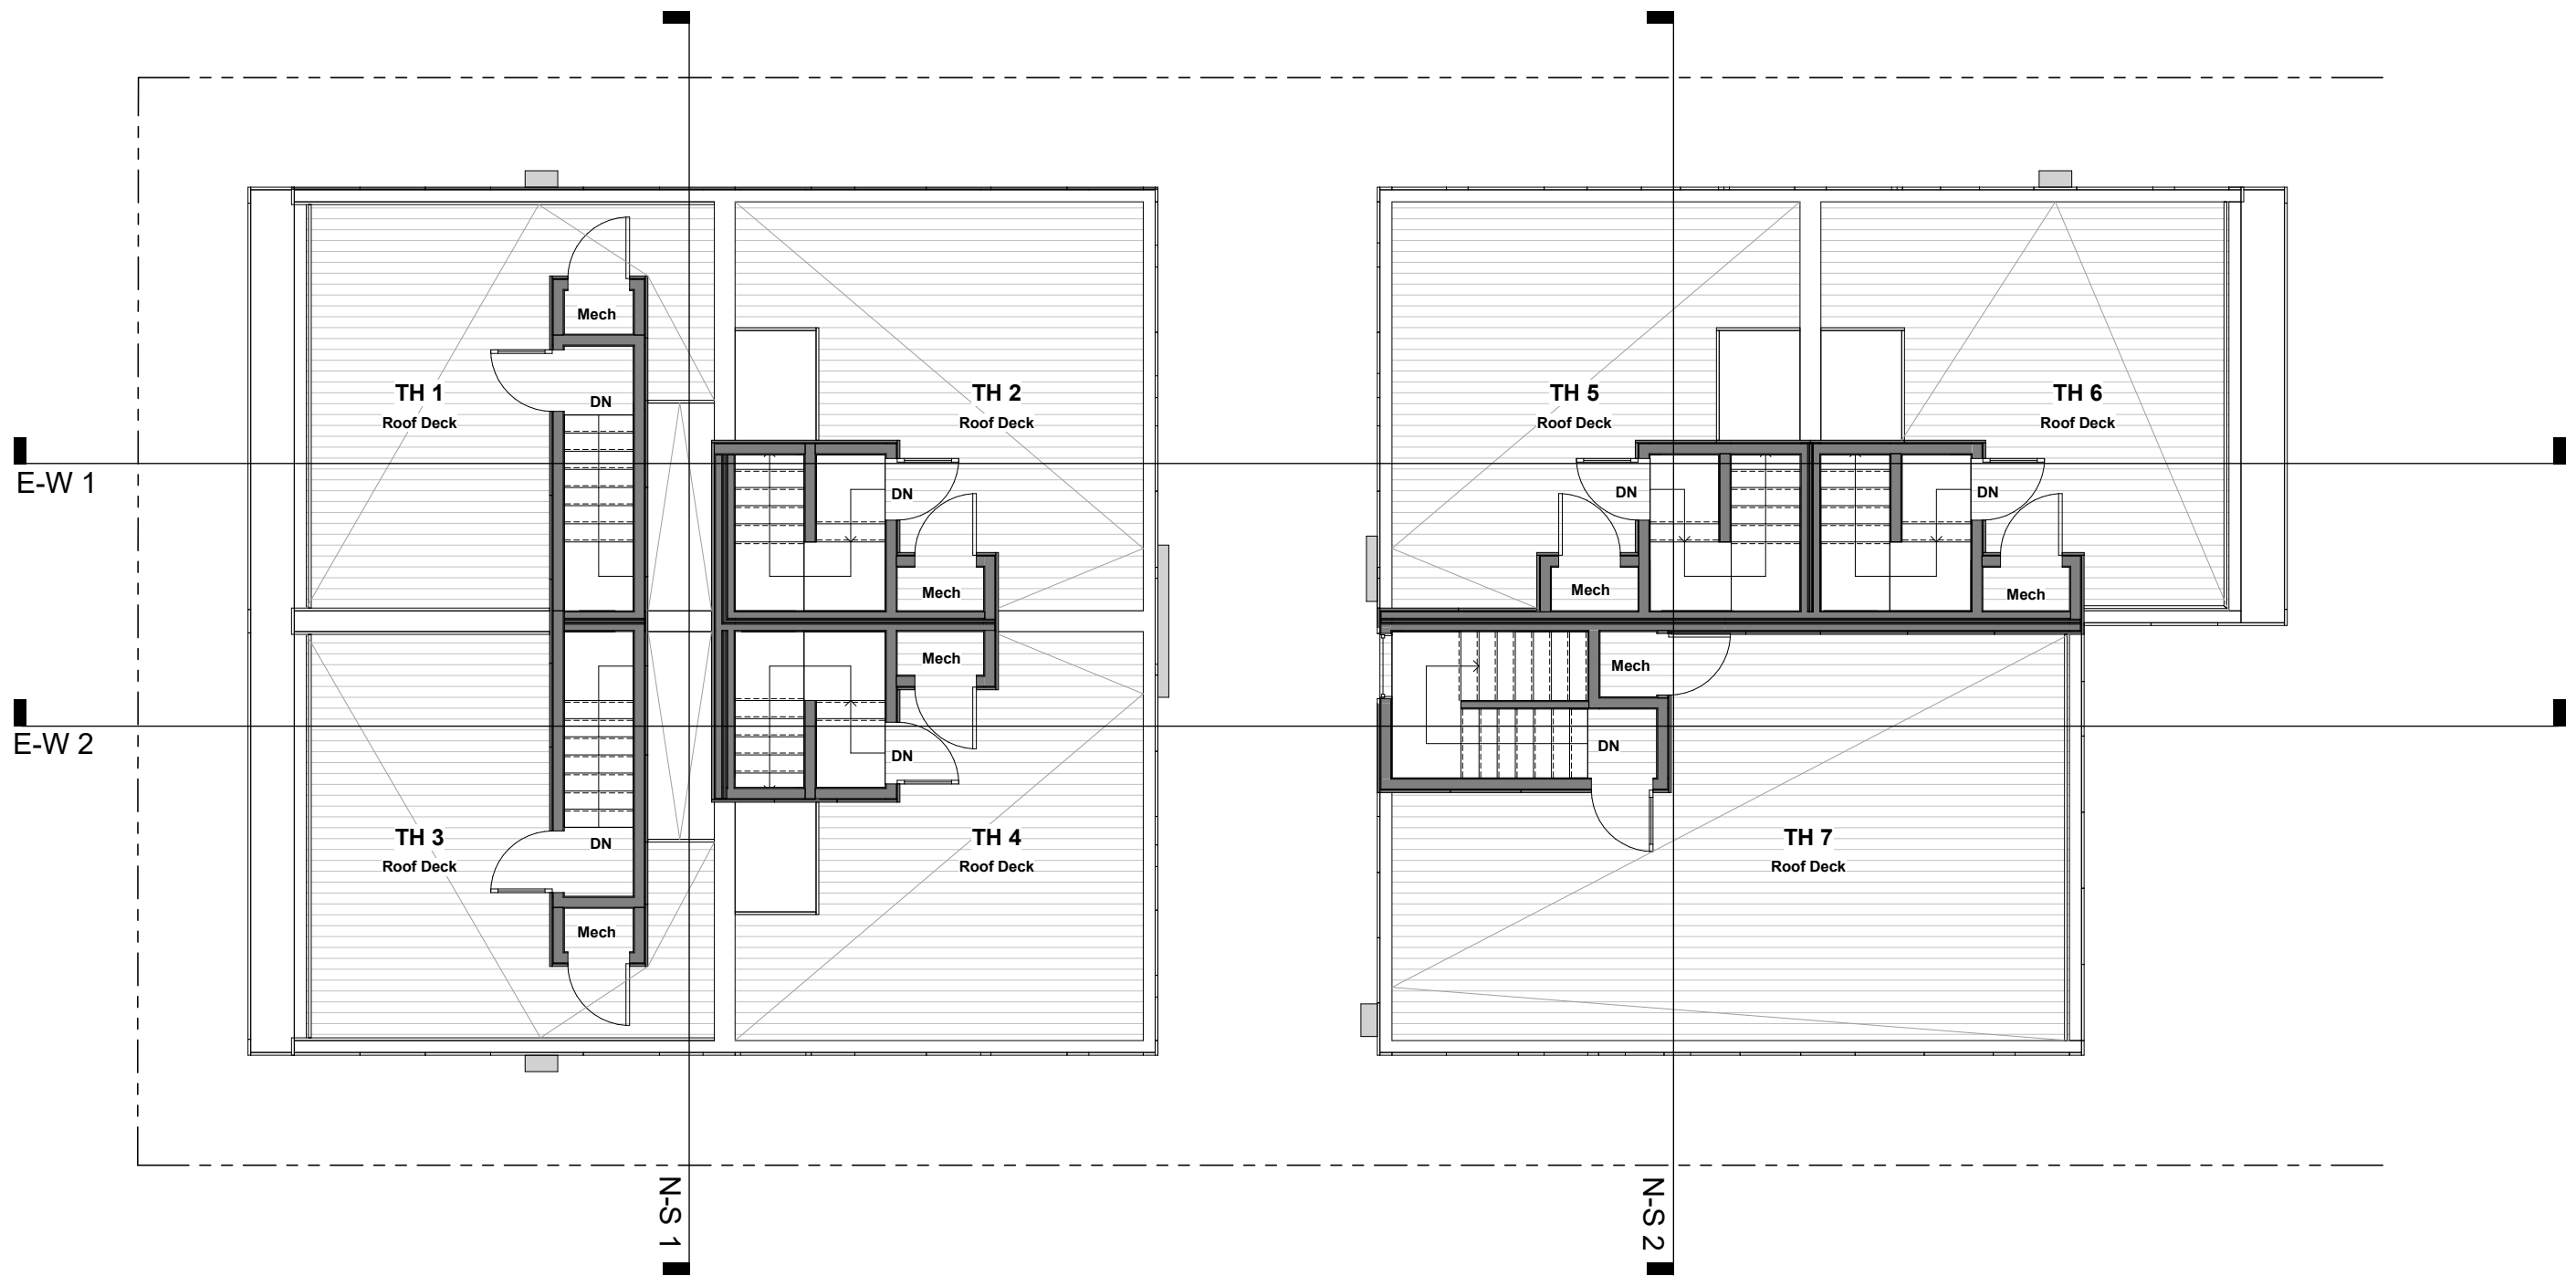 Mech
TH 1
Roof Deck
DN
TH 2
Roof Deck
TH 5
Roof Deck
TH 6
Roof Deck
E-W 1
DN
DN
DN
Mech
Mech
Mech
Mech
Mech
E-W 2
DN
DN
TH 3
Roof Deck
DN
TH 4
Roof Deck
TH 7
Roof Deck
Mech
N-S 1
N-S 2